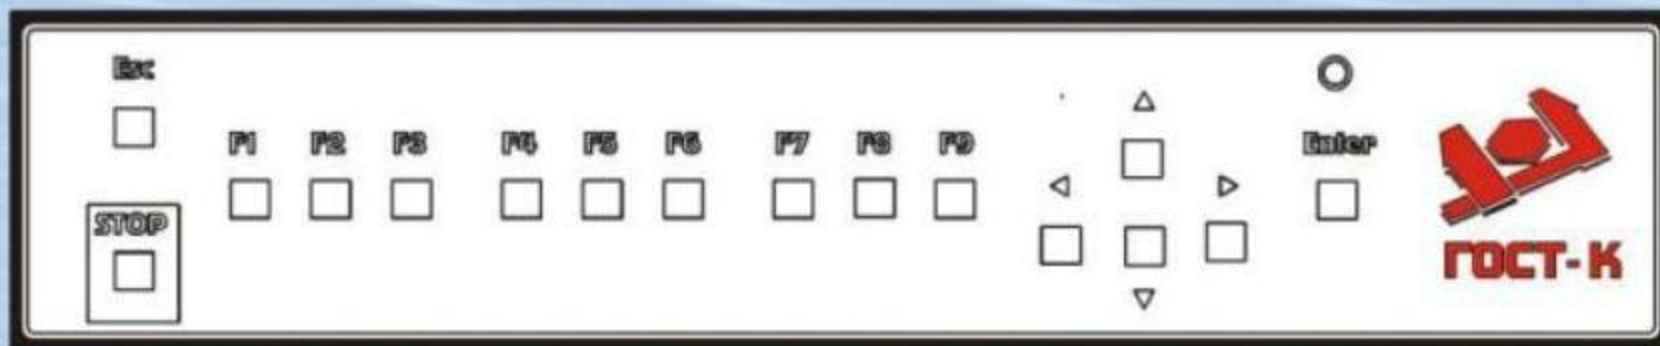 Esc
F1 F2 F3 F4 F5 F6 F7 F8 F9
Enter
STOP
ГОСТ-К